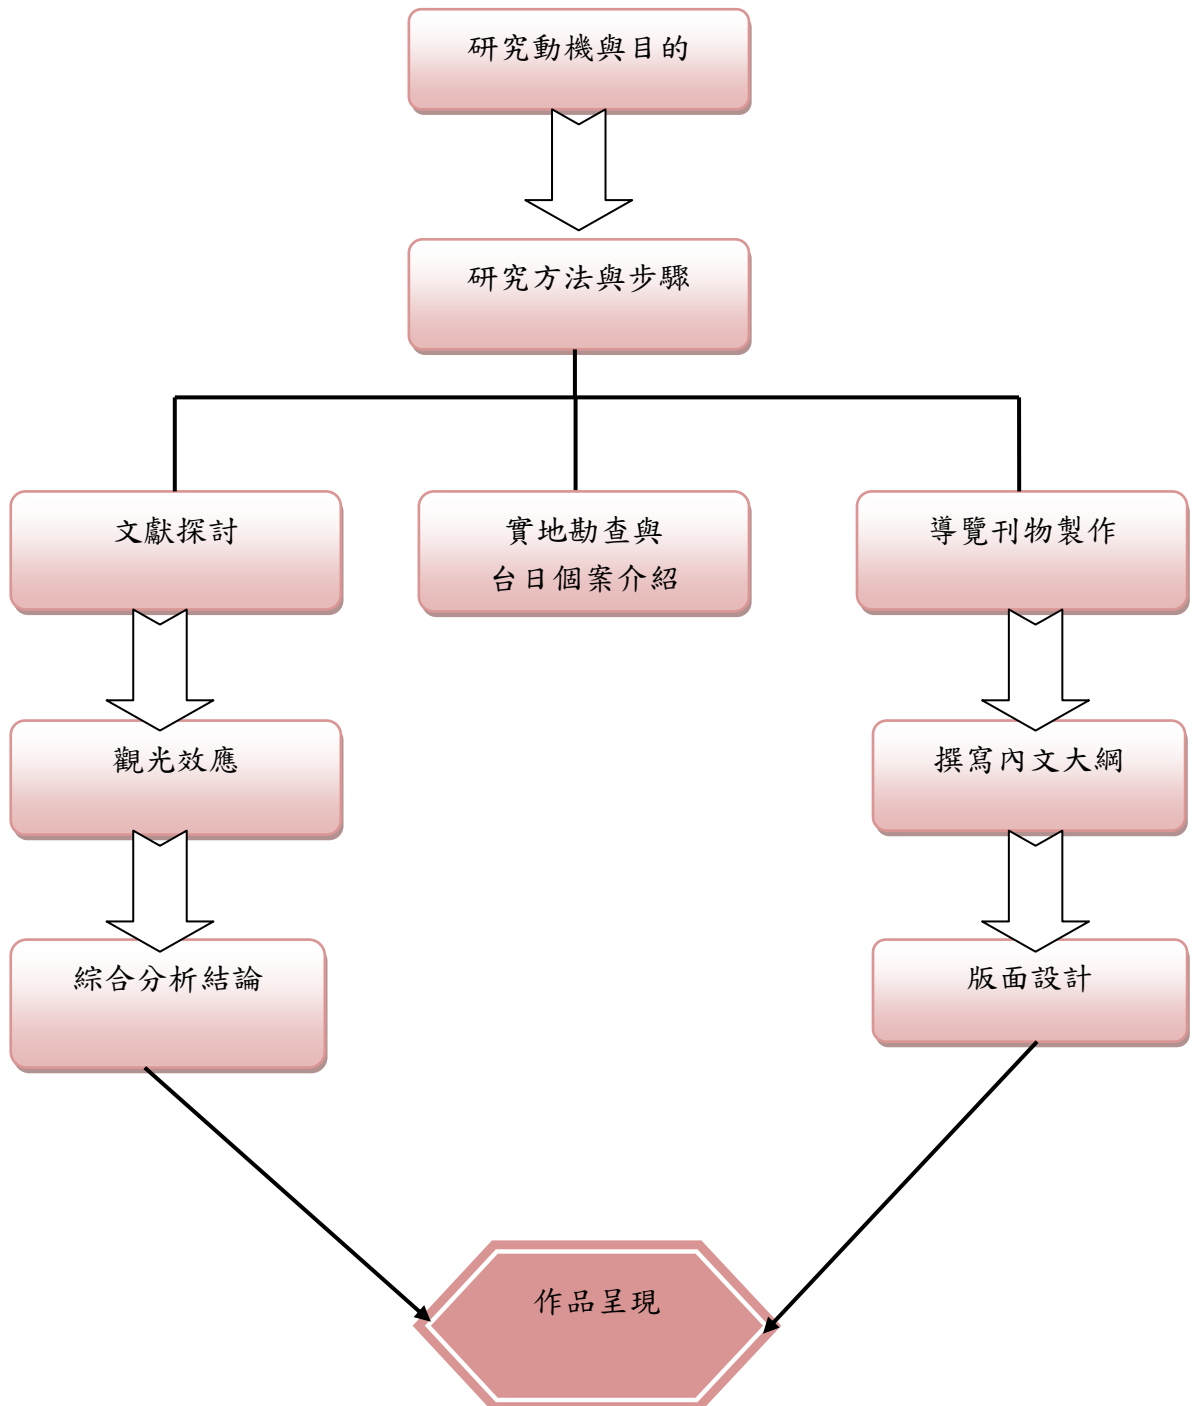 研究動機與目的
研究方法與步驟
文獻探討
實地勘查與
台日個案介紹
導覽刊物製作
觀光效應
撰寫內文大綱
綜合分析結論
版面設計
作品呈現